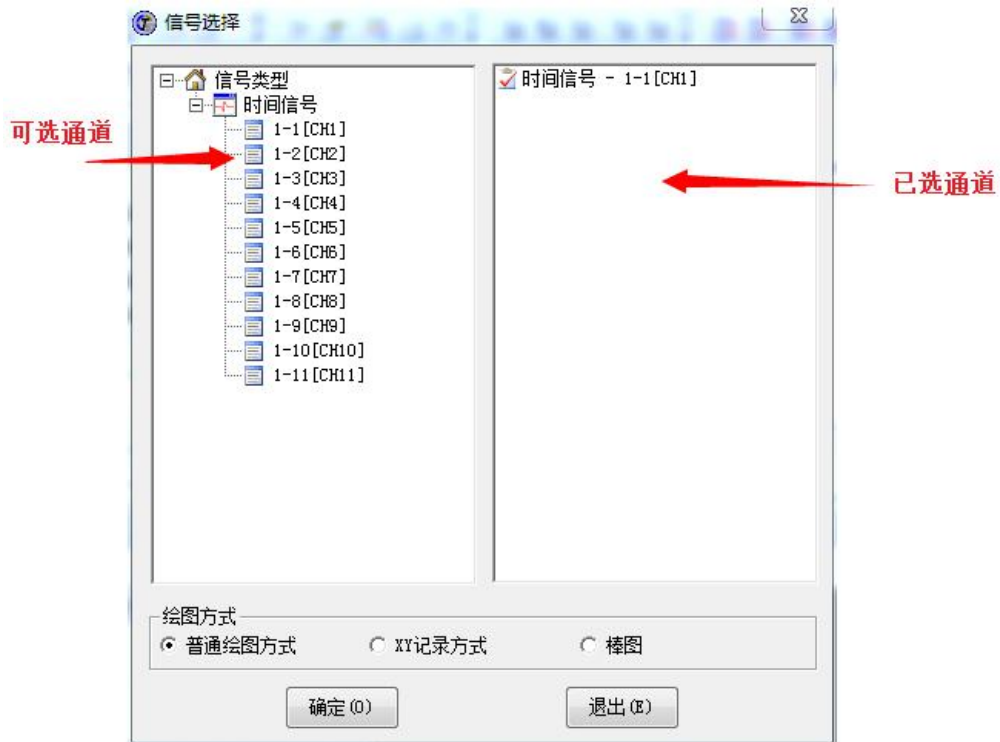 信号选择
信号类型
时间信号
1-1[CH1]
1-2[CH2]
1-3[CH3]
1-4[CH4]
1-5[CH5]
1-6[CH6]
1-7[CH7]
1-8[CH8]
1-9[CH9]
1-10[CH10]
1-11[CH11]
时间信号 - 1-1[CH1]
可选通道
已选通道
绘图方式
普通绘图方式 XY记录方式 棒图
确定(O) 退出(E)